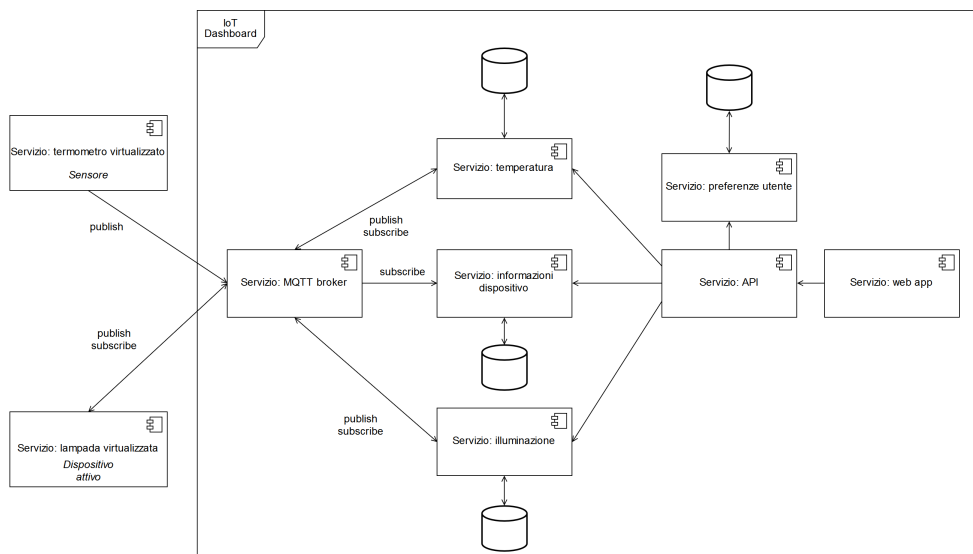 IoT
Dashboard
Servizio: termometro virtualizzato
Sensore
publish
Servizio: temperatura
Servizio: preferenze utente
publish
subscribe
Servizio: MQTT broker
subscribe
Servizio: informazioni
dispositivo
Servizio: API
Servizio: web app
publish
subscribe
publish
subscribe
Servizio: lampada virtualizzata
Dispositivo
attivo
Servizio: illuminazione